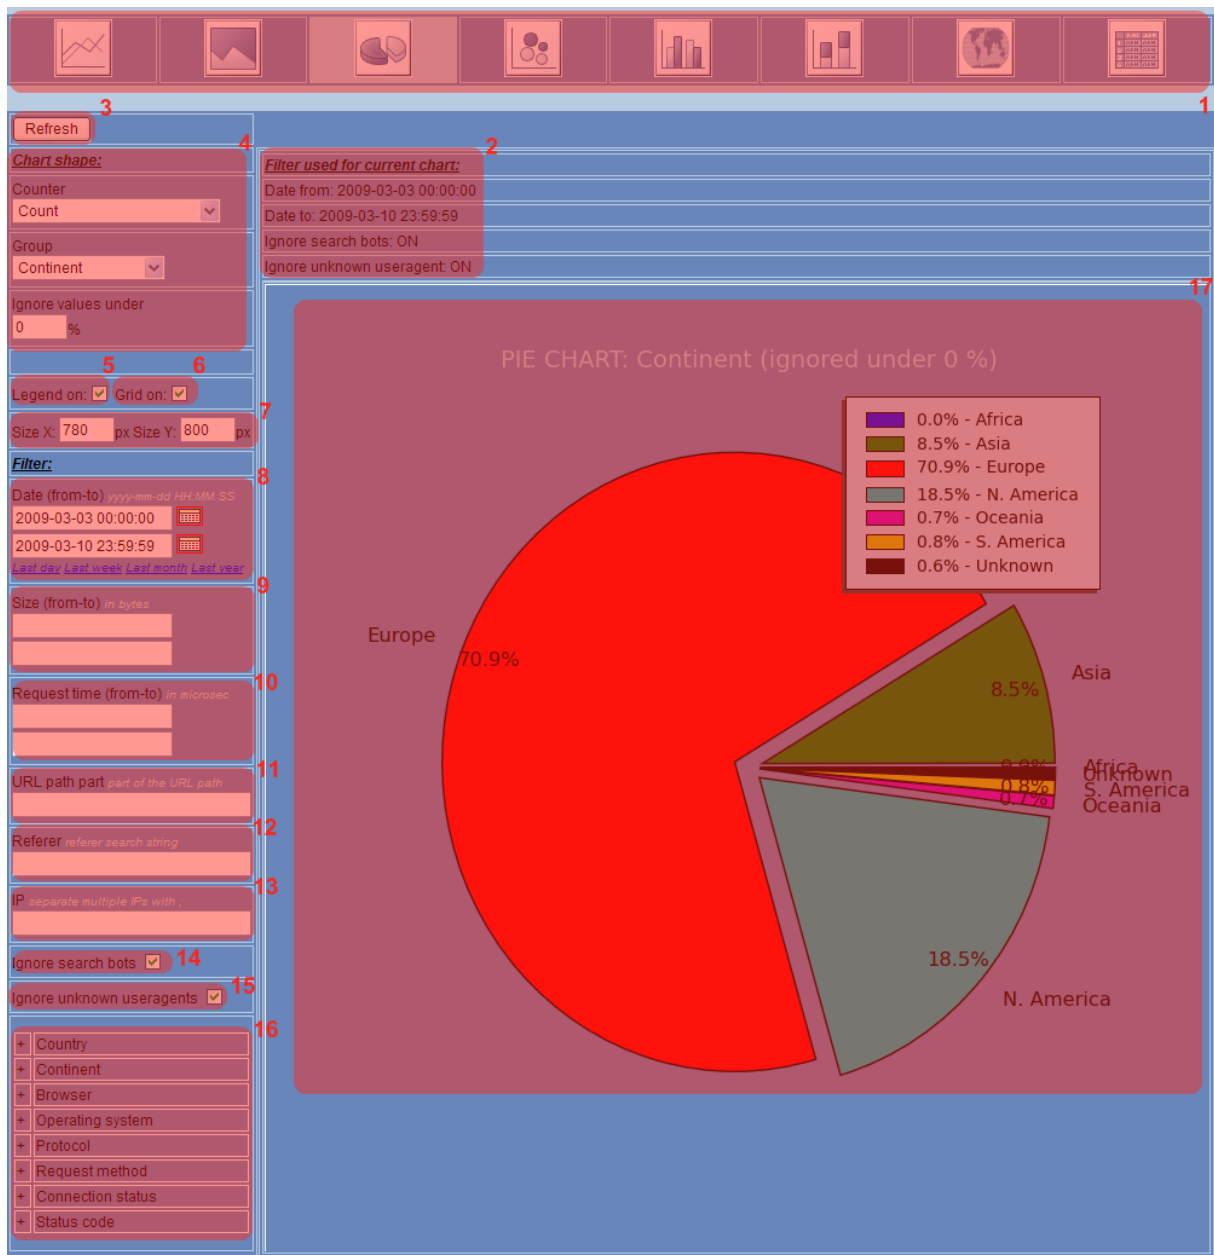 1
3
Refresh
4
Chart shape:
Counter
Count
Group
Continent
Ignore values under
0 %
5
6
Legend on: Grid on:
7
Size X: 780 px Size Y: 800 px
Filter:
8
Date (from-to) yyyy-mm-dd HH:MM:SS
2009-03-03 00:00:00
2009-03-10 23:59:59
Last day Last week Last month Last year
9
Size (from-to) in bytes
10
Request time (from-to) in microsec
11
URL path part part of the URL path
12
Referer referer search string
13
IP separate multiple IPs with ;
14
Ignore search bots
15
Ignore unknown useragents
16
+ Country
+ Continent
+ Browser
+ Operating system
+ Protocol
+ Request method
+ Connection status
+ Status code
2
Filter used for current chart:
Date from: 2009-03-03 00:00:00
Date to: 2009-03-10 23:59:59
Ignore search bots: ON
Ignore unknown useragent: ON
17
PIE CHART: Continent (ignored under 0 %)
0.0% - Africa
8.5% - Asia
70.9% - Europe
18.5% - N. America
0.7% - Oceania
0.8% - S. America
0.6% - Unknown
Europe
70.9%
Asia
8.5%
Africa
Unknown
0.8% S. America
0.7% Oceania
18.5%
N. America